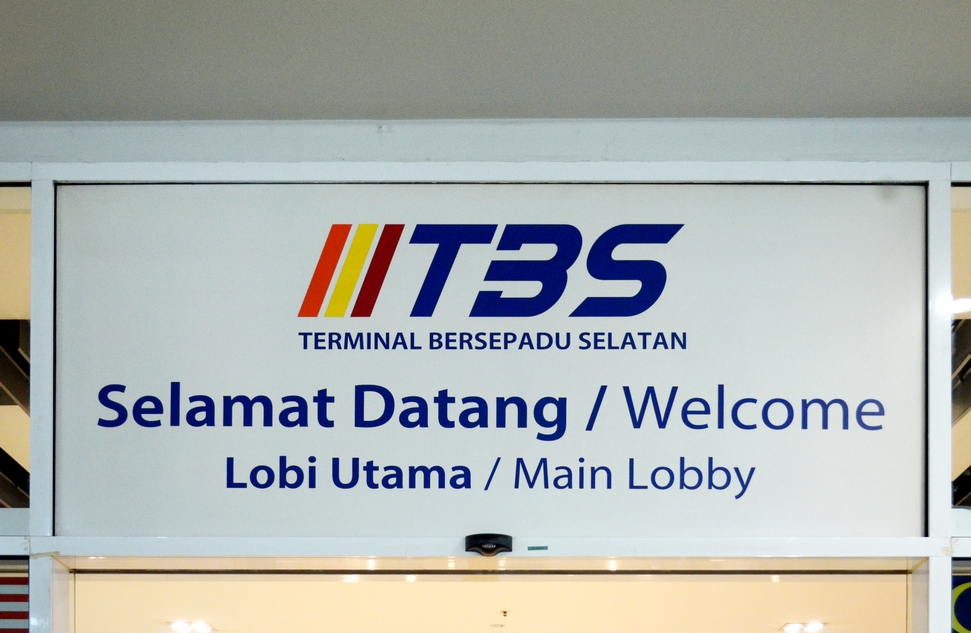 TBS
TERMINAL BERSEPADU SELATAN
Selamat Datang / Welcome
Lobi Utama / Main Lobby